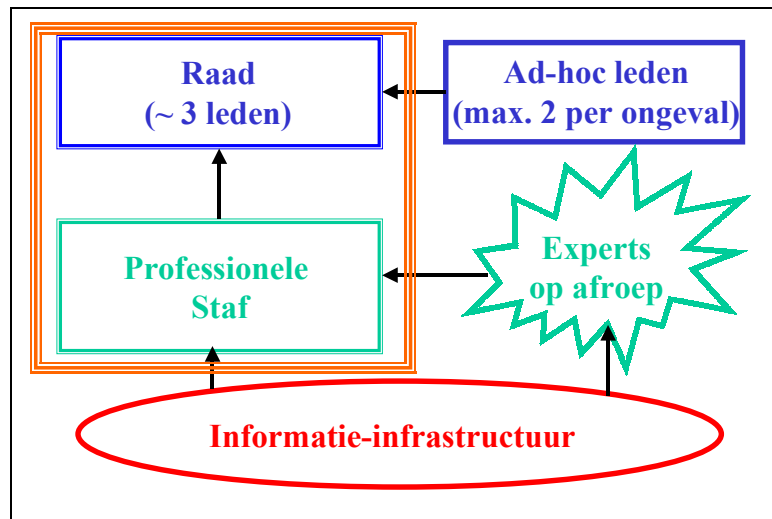 Raad
(~ 3 leden)
Ad-hoc leden
(max. 2 per ongeval)
Professionele
Staf
Experts
op afroep
Informatie-infrastructuur